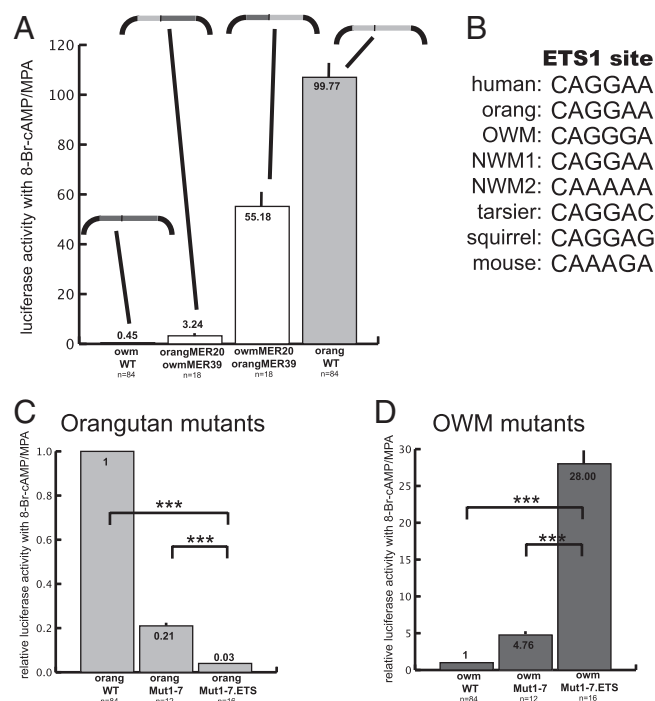 A
luciferase activity with 8-Br-cAMP/MPA
120
100
80
60
40
20
0
0.45
3.24
55.18
99.77
owm
WT
n=84
orangMER20
owmMER39
n=18
owmMER20
orangMER39
n=18
orang
WT
n=84
B
ETS1 site
human: CAGGAA
orang: CAGGAA
OWM: CAGGGA
NWM1: CAGGAA
NWM2: CAAAAA
tarsier: CAGGAC
squirrel: CAGGAG
mouse: CAAAGA
C Orangutan mutants
relative luciferase activity with 8-Br-cAMP/MPA
1.0
0.8
0.6
0.4
0.2
0.0
1
***
***
0.21
0.03
orang
WT
n=84
orang
Mut1-7
n=12
orang
Mut1-7.ETS
n=16
D OWM mutants
relative luciferase activity with 8-Br-cAMP/MPA
30
25
20
15
10
5
0
28.00
***
***
1
4.76
owm
WT
n=84
owm
Mut1-7
n=12
owm
Mut1-7.ETS
n=16